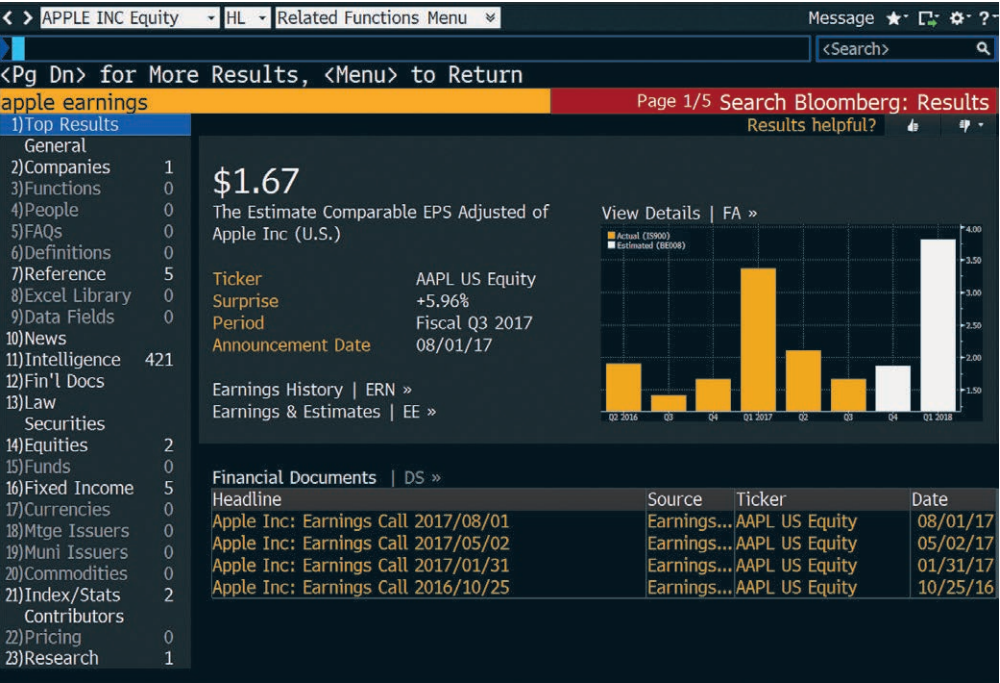 APPLE INC Equity HL Related Functions Menu Message
<Search>
<Pg Dn> for More Results, <Menu> to Return
apple earnings Page 1/5 Search Bloomberg: Results
1)Top Results Results helpful?
General
2)Companies 1
3)Functions 0
4)People 0
5)FAQs 0
6)Definitions 0
7)Reference 5
8)Excel Library 0
9)Data Fields 0
10)News
11)Intelligence 421
12)Fin'l Docs
13)Law
Securities
14)Equities 2
15)Funds 0
16)Fixed Income 5
17)Currencies 0
18)Mtge Issuers 0
19)Muni Issuers 0
20)Commodities 0
21)Index/Stats 2
Contributors
22)Pricing 0
23)Research 1
$1.67
The Estimate Comparable EPS Adjusted of
Apple Inc (U.S.)
Ticker AAPL US Equity
Surprise +5.96%
Period Fiscal Q3 2017
Announcement Date 08/01/17
Earnings History | ERN »
Earnings & Estimates | EE »
View Details | FA »
Actual (IS900)
Estimated (BE008)
4.00
3.50
3.00
2.50
2.00
1.50
Q2 2016 Q3 Q4 Q1 2017 Q2 Q3 Q4 Q1 2018
Financial Documents | DS »
Headline Source Ticker Date
Apple Inc: Earnings Call 2017/08/01 Earnings... AAPL US Equity 08/01/17
Apple Inc: Earnings Call 2017/05/02 Earnings... AAPL US Equity 05/02/17
Apple Inc: Earnings Call 2017/01/31 Earnings... AAPL US Equity 01/31/17
Apple Inc: Earnings Call 2016/10/25 Earnings... AAPL US Equity 10/25/16